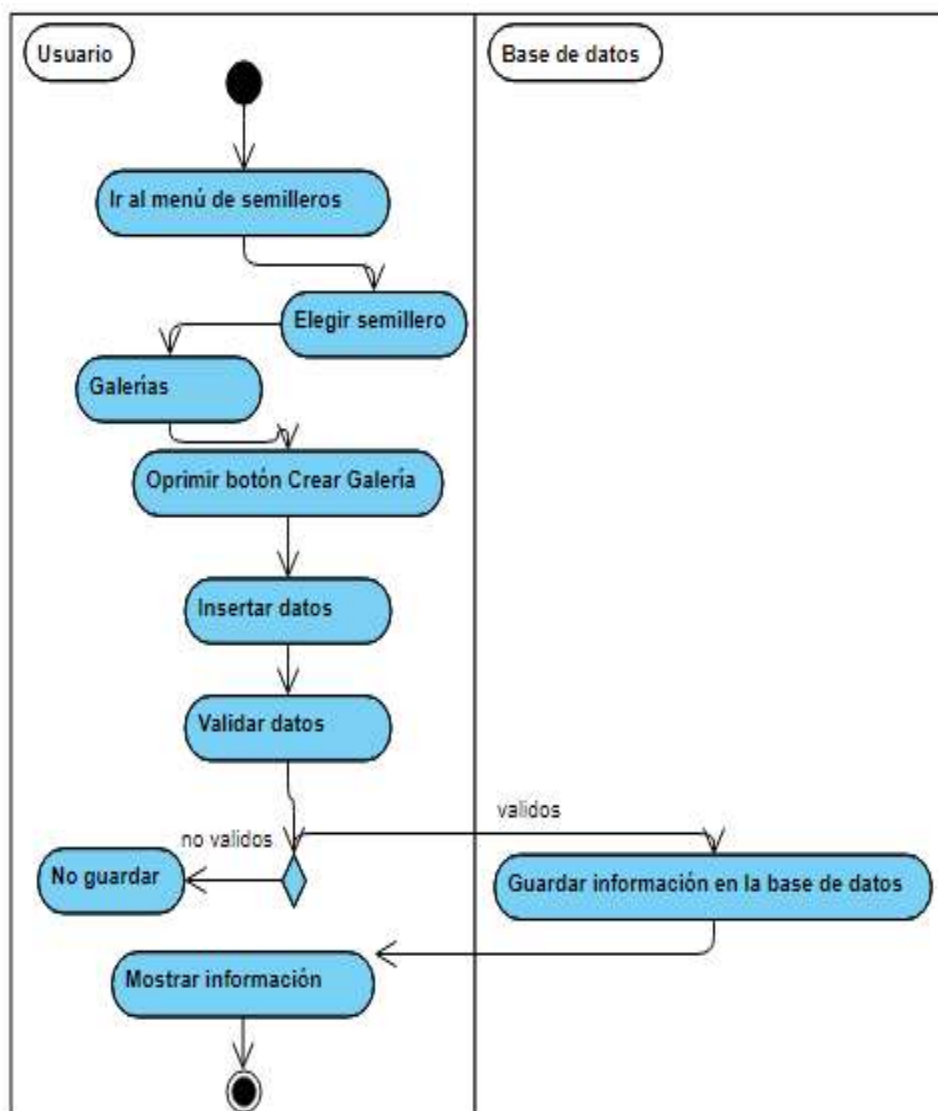 Usuario
Base de datos
Ir al menú de semilleros
Elegir semillero
Galerías
Oprimir botón Crear Galería
Insertar datos
Validar datos
validos
no validos
No guardar
Guardar información en la base de datos
Mostrar información